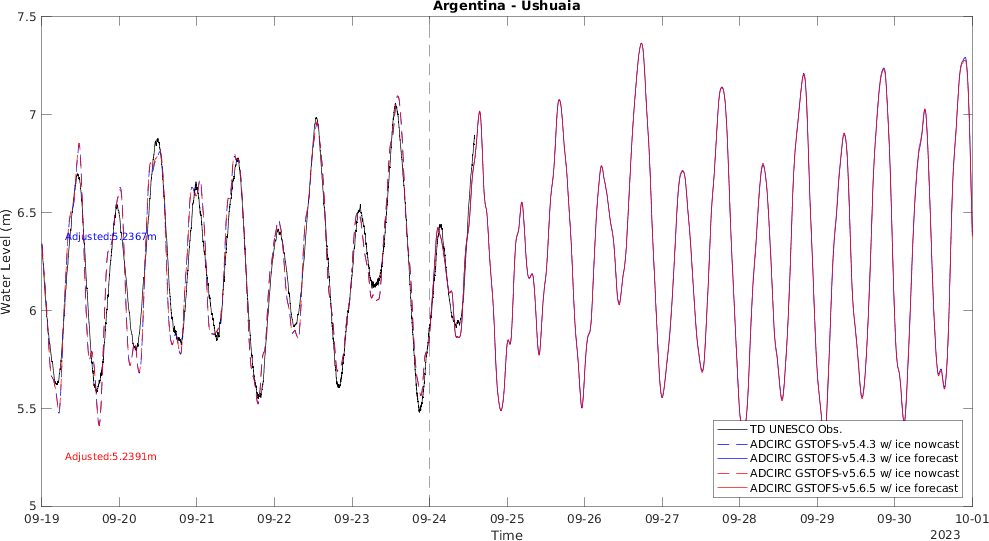 Argentina - Ushuaia
7.5
7
6.5
6
5.5
5
Water Level (m)
Adjusted:5.2367m
Adjusted:5.2391m
TD UNESCO Obs.
ADCIRC GSTOFS-v5.4.3 w/ ice nowcast
ADCIRC GSTOFS-v5.4.3 w/ ice forecast
ADCIRC GSTOFS-v5.6.5 w/ ice nowcast
ADCIRC GSTOFS-v5.6.5 w/ ice forecast
09-19 09-20 09-21 09-22 09-23 09-24 09-25 09-26 09-27 09-28 09-29 09-30 10-01
Time
2023